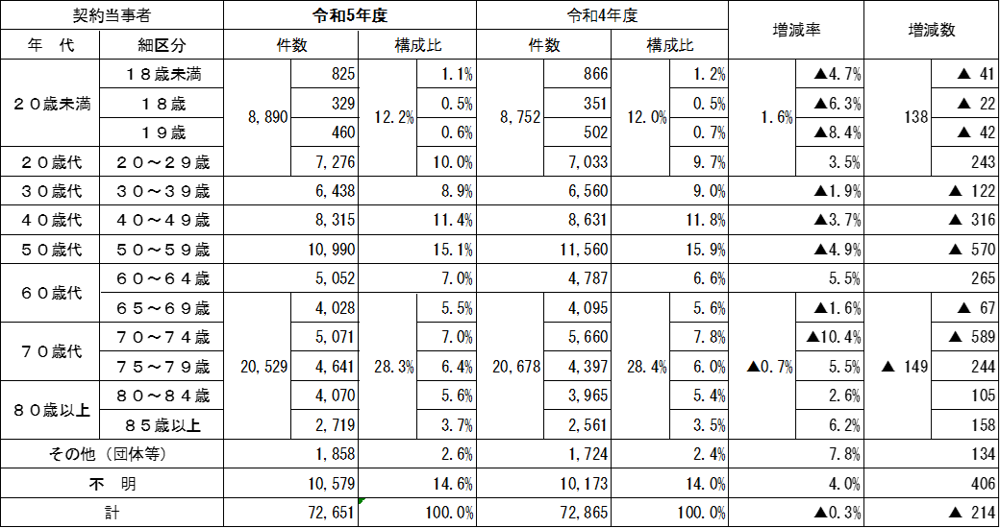 契約当事者 令和5年度 令和4年度 増減率 増減数
年　代 細区分 件数 構成比 件数 構成比
２０歳未満 １８歳未満 8,890 825 12.2% 1.1% 8,752 866 12.0% 1.2% 1.6% ▲4.7% 138 ▲ 41
１８歳 329 0.5% 351 0.5% ▲6.3% ▲ 22
１９歳 460 0.6% 502 0.7% ▲8.4% ▲ 42
２０歳代 ２０～２９歳 7,276 10.0% 7,033 9.7% 3.5% 243
３０歳代 ３０～３９歳 6,438 8.9% 6,560 9.0% ▲1.9% ▲ 122
４０歳代 ４０～４９歳 8,315 11.4% 8,631 11.8% ▲3.7% ▲ 316
５０歳代 ５０～５９歳 10,990 15.1% 11,560 15.9% ▲4.9% ▲ 570
６０歳代 ６０～６４歳 5,052 7.0% 4,787 6.6% 5.5% 265
６５～６９歳 20,529 4,028 28.3% 5.5% 20,678 4,095 28.4% 5.6% ▲0.7% ▲1.6% ▲ 149 ▲ 67
７０歳代 ７０～７４歳 5,071 7.0% 5,660 7.8% ▲10.4% ▲ 589
７５～７９歳 4,641 6.4% 4,397 6.0% 5.5% 244
８０歳以上 ８０～８４歳 4,070 5.6% 3,965 5.4% 2.6% 105
８５歳以上 2,719 3.7% 2,561 3.5% 6.2% 158
その他（団体等） 1,858 2.6% 1,724 2.4% 7.8% 134
不　明 10,579 14.6% 10,173 14.0% 4.0% 406
計 72,651 100.0% 72,865 100.0% ▲0.3% ▲ 214